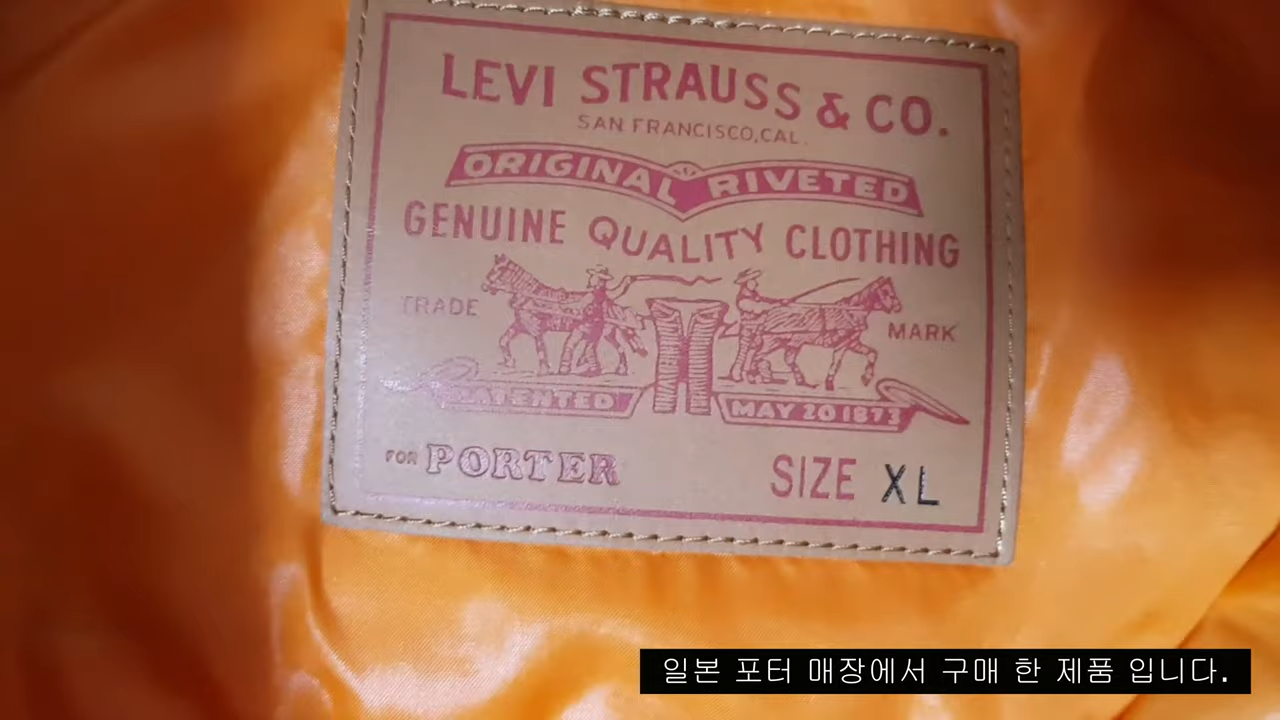 LEVI STRAUSS & CO.
SAN FRANCISCO, CAL.
ORIGINAL RIVETED
GENUINE QUALITY CLOTHING
TRADE MARK
PATENTED MAY 20 1873
FOR PORTER SIZE XL
일본 포터 매장에서 구매 한 제품 입니다.